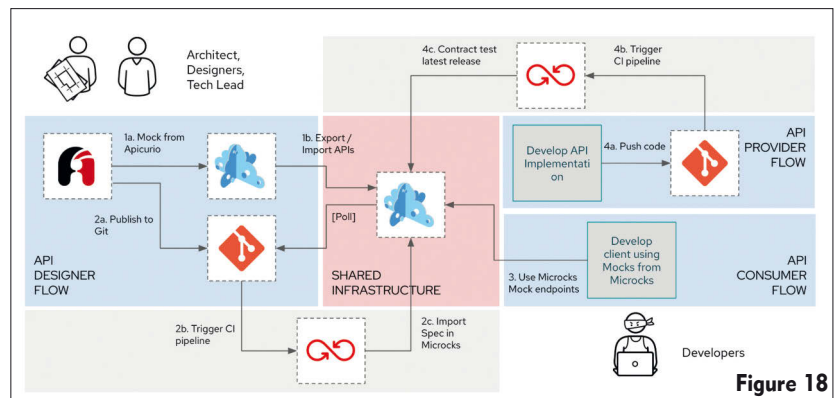 Architect,
Designers,
Tech Lead
4c. Contract test
latest release
4b. Trigger
CI pipeline
1a. Mock from
Apicurio
1b. Export /
Import APIs
Develop API
Implementati
on
4a. Push code
API
PROVIDER
FLOW
2a. Publish to
Git
[Poll]
API
DESIGNER
FLOW
SHARED
INFRASTRUCTURE
3. Use Microcks
Mock endpoints
Develop
client using
Mocks from
Microcks
API
CONSUMER
FLOW
2b. Trigger CI
pipeline
2c. Import
Spec in
Microcks
Developers
Figure 18